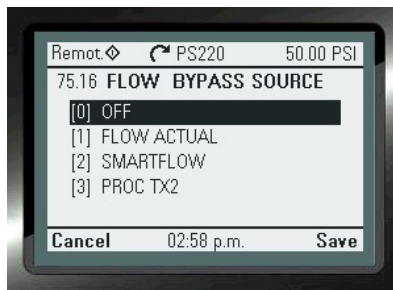 Remot. PS220 50.00 PSI
75.16 FLOW BYPASS SOURCE
[0] OFF
[1] FLOW ACTUAL
[2] SMARTFLOW
[3] PROC TX2
Cancel 02:58 p.m. Save